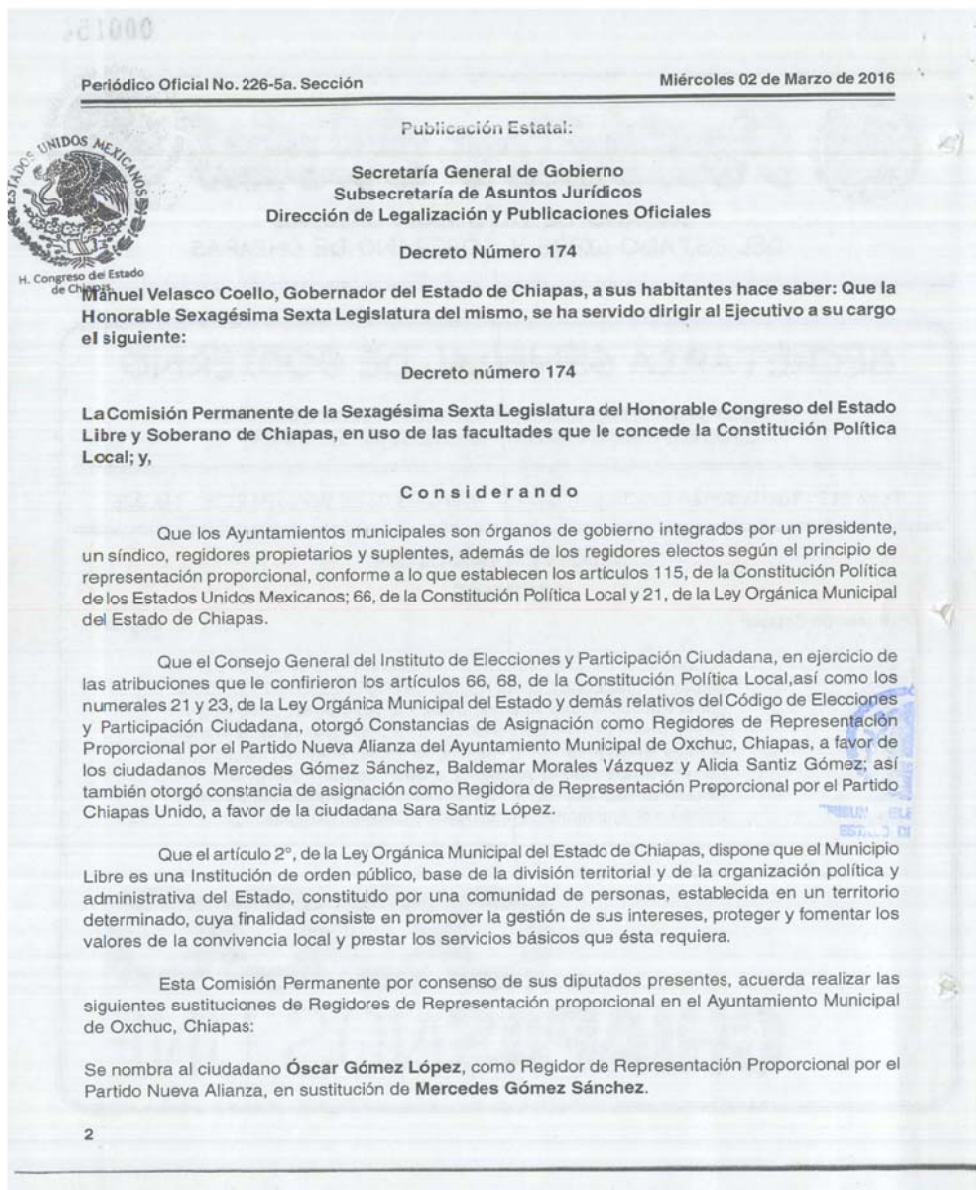 Periódico Oficial No. 226-5a. Sección Miércoles 02 de Marzo de 2016
Publicación Estatal:
ESTADOS UNIDOS MEXICANOS
Secretaría General de Gobierno
Subsecretaría de Asuntos Jurídicos
Dirección de Legalización y Publicaciones Oficiales
Decreto Número 174
H. Congreso del Estado
de Chiapas
Manuel Velasco Coello, Gobernador del Estado de Chiapas, a sus habitantes hace saber: Que la
Honorable Sexagésima Sexta Legislatura del mismo, se ha servido dirigir al Ejecutivo a su cargo
el siguiente:
Decreto número 174
La Comisión Permanente de la Sexagésima Sexta Legislatura del Honorable Congreso del Estado
Libre y Soberano de Chiapas, en uso de las facultades que le concede la Constitución Política
Local; y,
Considerando
Que los Ayuntamientos municipales son órganos de gobierno integrados por un presidente,
un síndico, regidores propietarios y suplentes, además de los regidores electos según el principio de
representación proporcional, conforme a lo que establecen los artículos 115, de la Constitución Política
de los Estados Unidos Mexicanos; 66, de la Constitución Política Local y 21, de la Ley Orgánica Municipal
del Estado de Chiapas.
Que el Consejo General del Instituto de Elecciones y Participación Ciudadana, en ejercicio de
las atribuciones que le confirieron los artículos 66, 68, de la Constitución Política Local,así como los
numerales 21 y 23, de la Ley Orgánica Municipal del Estado y demás relativos del Código de Elecciones
y Participación Ciudadana, otorgó Constancias de Asignación como Regidores de Representación
Proporcional por el Partido Nueva Alianza del Ayuntamiento Municipal de Oxchuc, Chiapas, a favor de
los ciudadanos Mercedes Gómez Sánchez, Baldemar Morales Vázquez y Alicia Santiz Gómez; así
también otorgó constancia de asignación como Regidora de Representación Proporcional por el Partido
Chiapas Unido, a favor de la ciudadana Sara Santiz López.
Que el artículo 2°, de la Ley Orgánica Municipal del Estado de Chiapas, dispone que el Municipio
Libre es una Institución de orden público, base de la división territorial y de la organización política y
administrativa del Estado, constituido por una comunidad de personas, establecida en un territorio
determinado, cuya finalidad consiste en promover la gestión de sus intereses, proteger y fomentar los
valores de la convivencia local y prestar los servicios básicos que ésta requiera.
Esta Comisión Permanente por consenso de sus diputados presentes, acuerda realizar las
siguientes sustituciones de Regidores de Representación proporcional en el Ayuntamiento Municipal
de Oxchuc, Chiapas:
Se nombra al ciudadano Óscar Gómez López, como Regidor de Representación Proporcional por el
Partido Nueva Alianza, en sustitución de Mercedes Gómez Sánchez.
2